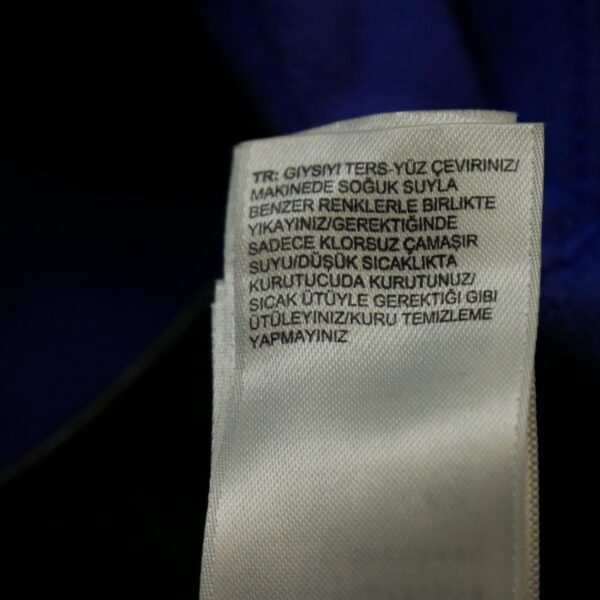 TR: GIYSIYI TERS-YÜZ ÇEVIRINIZ/
MAKINEDE SOĞUK SUYLA
BENZER RENKLERLE BIRLIKTE
YIKAYINIZ/GEREKTIĞINDE
SADECE KLORSUZ ÇAMAŞIR
SUYU/DÜŞÜK SICAKLIKTA
KURUTUCUDA KURUTUNUZ/
SICAK ÜTÜYLE GEREKTIĞI GIBI
ÜTÜLEYINIZ/KURU TEMIZLEME
YAPMAYINIZ